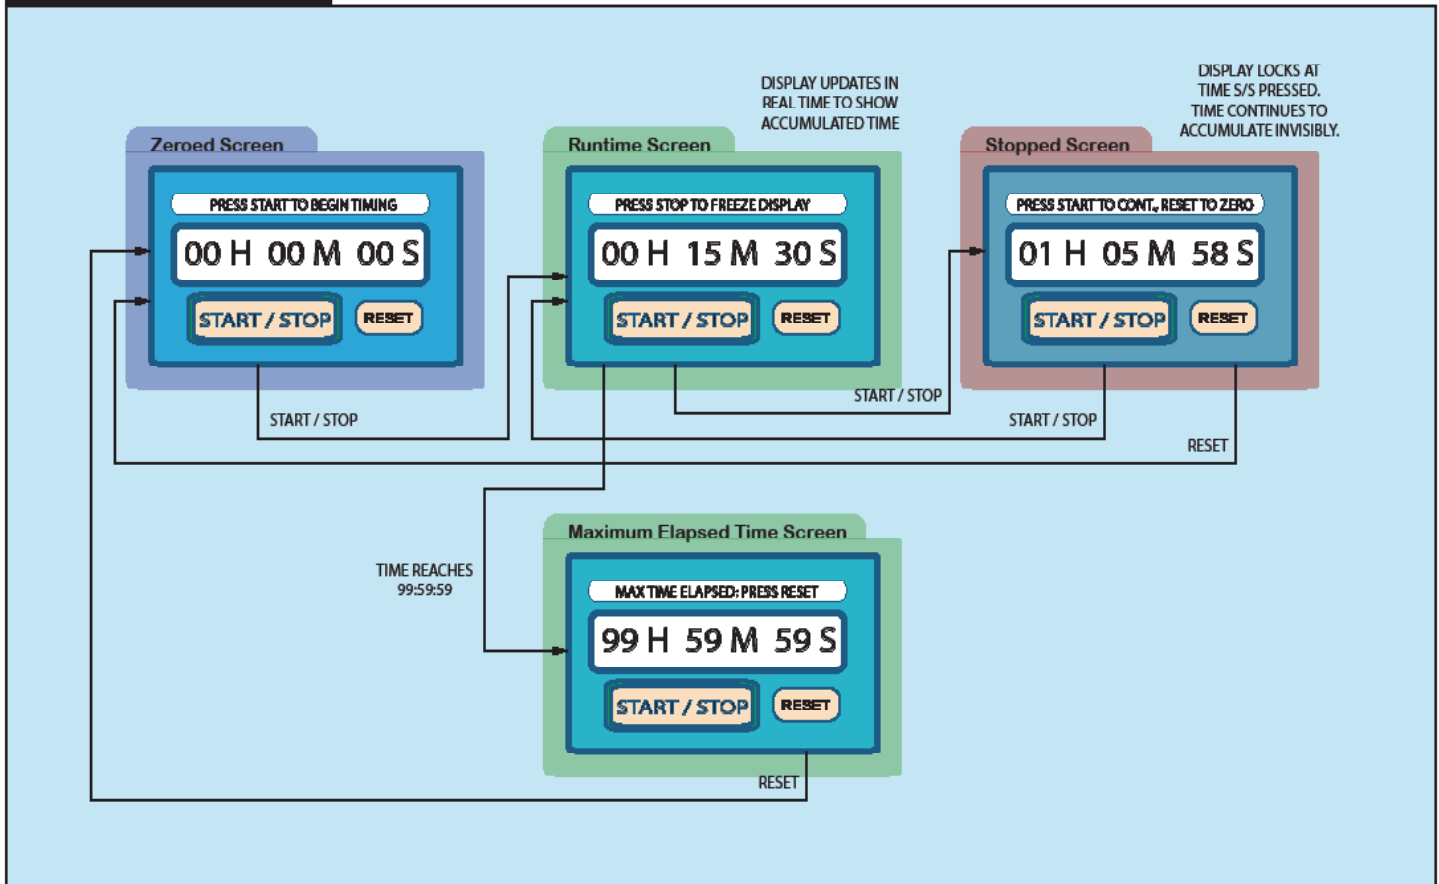 DISPLAY UPDATES IN
REAL TIME TO SHOW
ACCUMULATED TIME
DISPLAY LOCKS AT
TIME S/S PRESSED.
TIME CONTINUES TO
ACCUMULATE INVISIBLY.
Zeroed Screen
PRESS START TO BEGIN TIMING
00 H 00 M 00 S
START / STOP
RESET
START / STOP
Runtime Screen
PRESS STOP TO FREEZE DISPLAY
00 H 15 M 30 S
START / STOP
RESET
START / STOP
Stopped Screen
PRESS START TO CONT., RESET TO ZERO
01 H 05 M 58 S
START / STOP
RESET
START / STOP
RESET
TIME REACHES
99:59:59
Maximum Elapsed Time Screen
MAX TIME ELAPSED: PRESS RESET
99 H 59 M 59 S
START / STOP
RESET
RESET